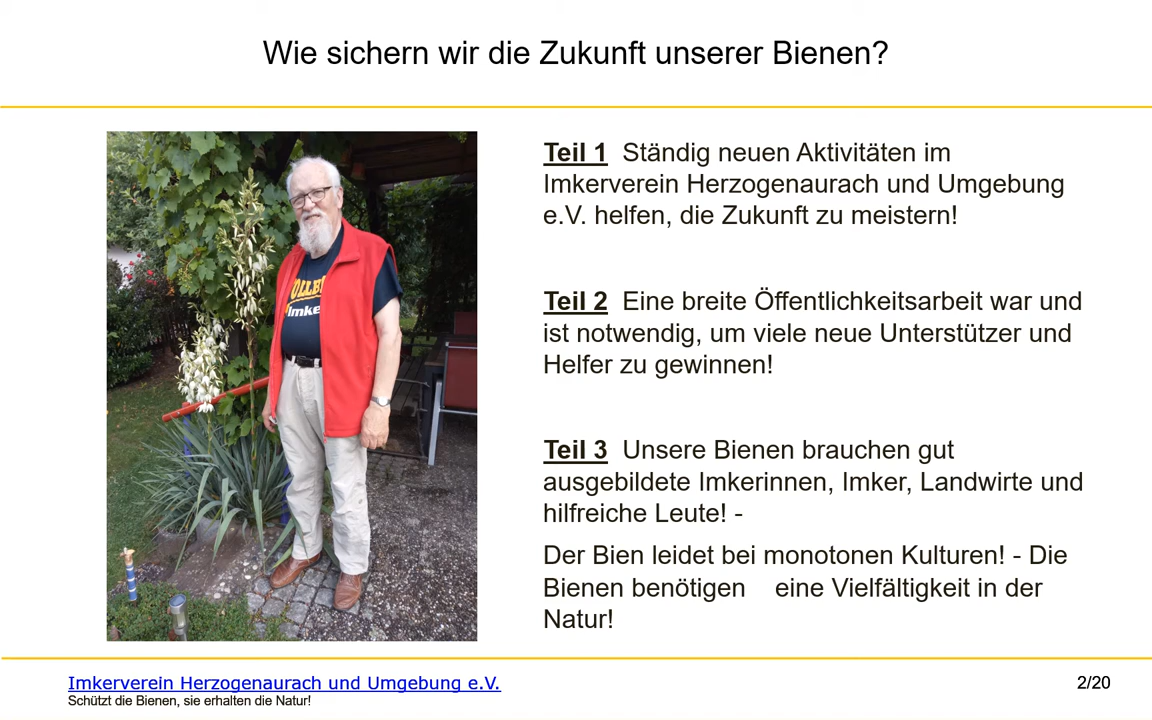 Wie sichern wir die Zukunft unserer Bienen?
Teil 1 Ständig neuen Aktivitäten im
Imkerverein Herzogenaurach und Umgebung
e.V. helfen, die Zukunft zu meistern!
Teil 2 Eine breite Öffentlichkeitsarbeit war und
ist notwendig, um viele neue Unterstützer und
Helfer zu gewinnen!
Teil 3 Unsere Bienen brauchen gut
ausgebildete Imkerinnen, Imker, Landwirte und
hilfreiche Leute! -
Der Bien leidet bei monotonen Kulturen! - Die
Bienen benötigen eine Vielfältigkeit in der
Natur!
Imkerverein Herzogenaurach und Umgebung e.V.
Schützt die Bienen, sie erhalten die Natur!
2/20